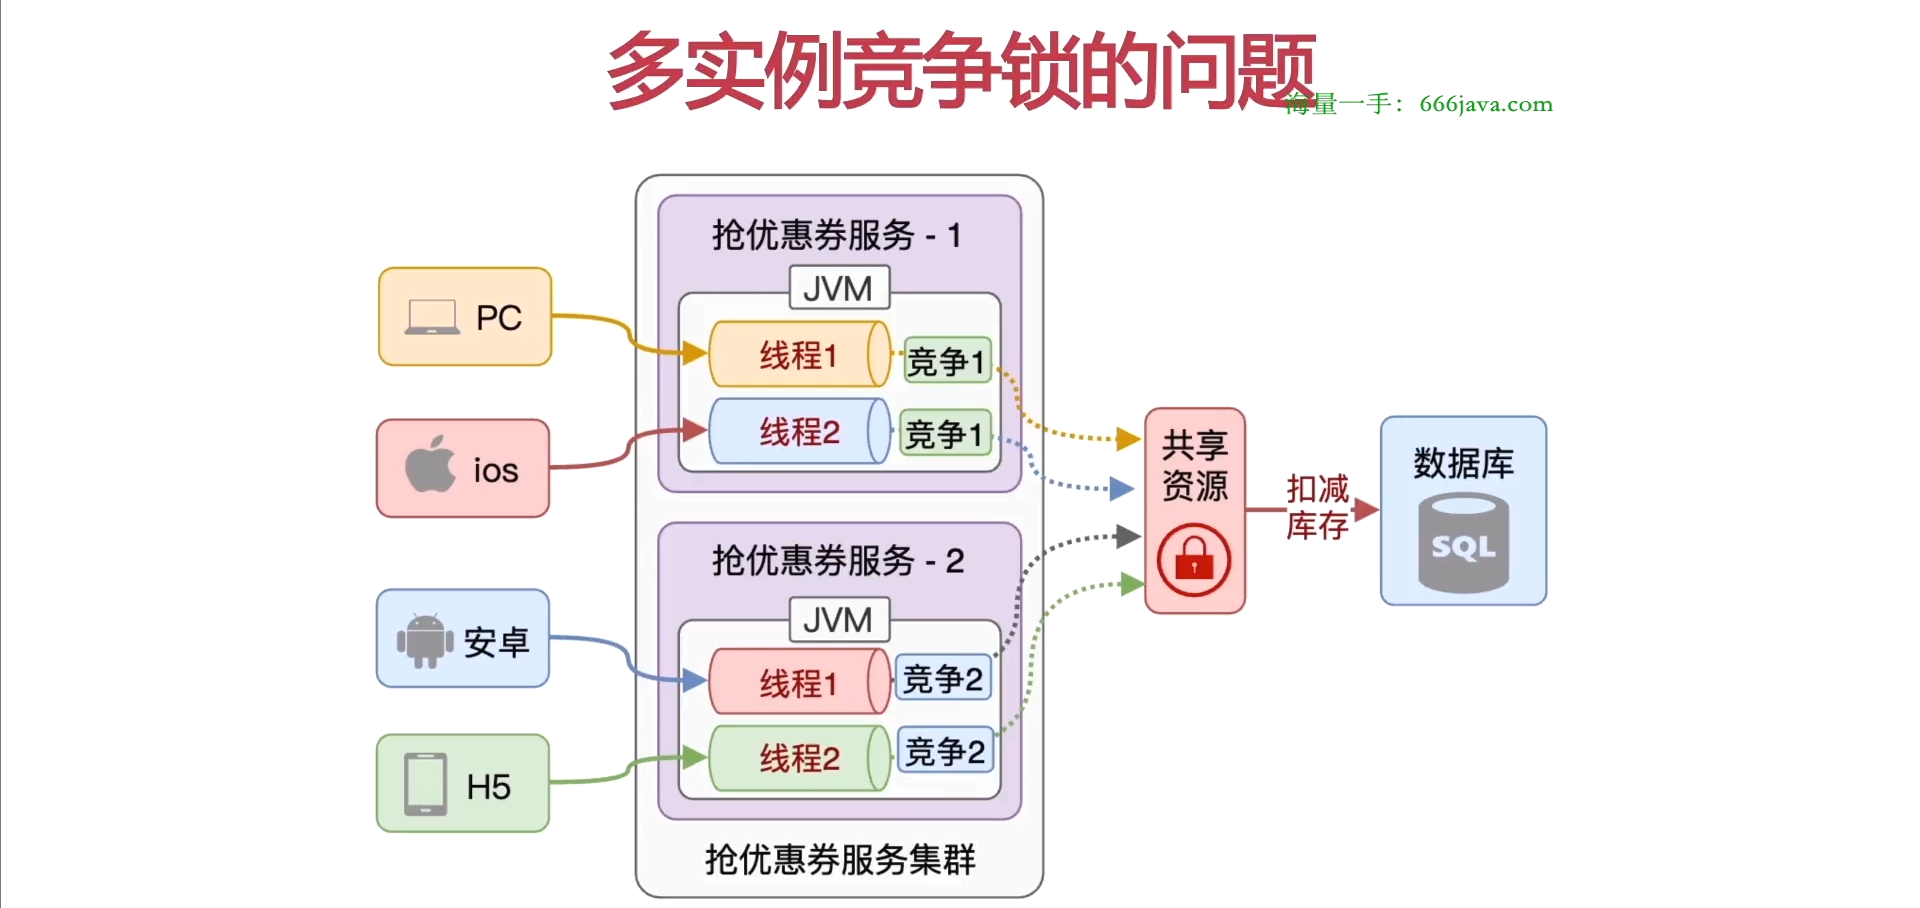 多实例竞争锁的问题
海量一手：666java.com
抢优惠券服务 - 1
JVM
PC
线程1
竞争1
ios
线程2
竞争1
共享
资源
扣减
库存
数据库
SQL
抢优惠券服务 - 2
JVM
安卓
线程1
竞争2
H5
线程2
竞争2
抢优惠券服务集群